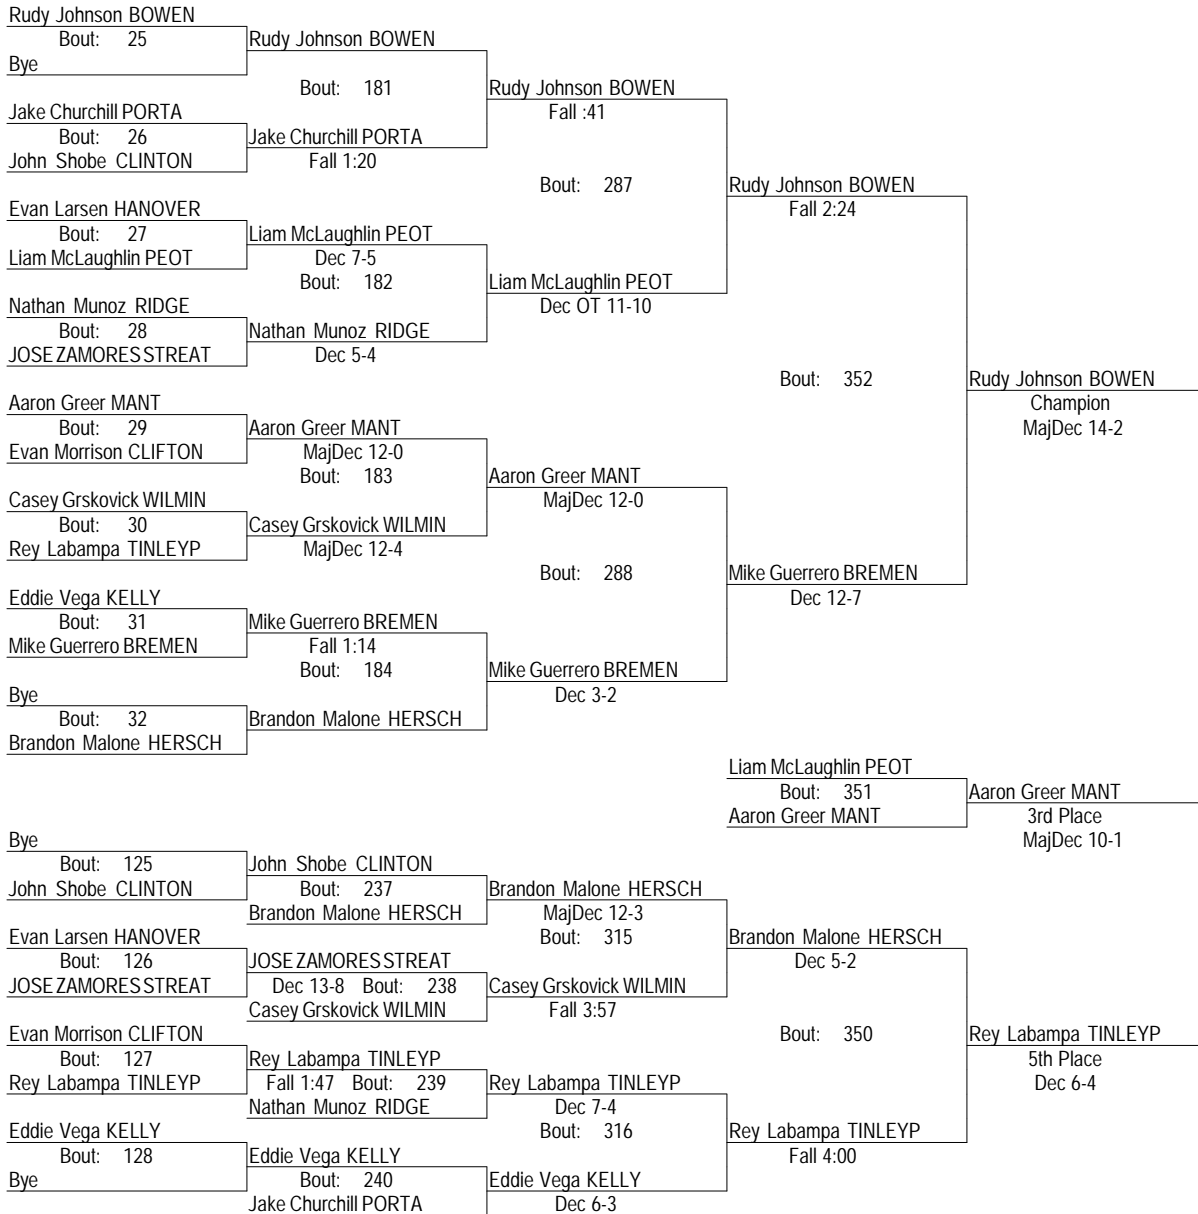 Rudy Johnson BOWEN
Bout: 25
Rudy Johnson BOWEN
Bye
Bout: 181
Rudy Johnson BOWEN
Jake Churchill PORTA
Fall :41
Bout: 26
Jake Churchill PORTA
John Shobe CLINTON
Fall 1:20
Bout: 287
Rudy Johnson BOWEN
Evan Larsen HANOVER
Fall 2:24
Bout: 27
Liam McLaughlin PEOT
Liam McLaughlin PEOT
Dec 7-5
Bout: 182
Liam McLaughlin PEOT
Nathan Munoz RIDGE
Dec OT 11-10
Bout: 28
Nathan Munoz RIDGE
JOSE ZAMORES STREAT
Dec 5-4
Bout: 352
Rudy Johnson BOWEN
Aaron Greer MANT
Champion
Bout: 29
Aaron Greer MANT
MajDec 14-2
Evan Morrison CLIFTON
MajDec 12-0
Bout: 183
Aaron Greer MANT
Casey Grskovick WILMIN
MajDec 12-0
Bout: 30
Casey Grskovick WILMIN
Rey Labampa TINLEYP
MajDec 12-4
Bout: 288
Mike Guerrero BREMEN
Eddie Vega KELLY
Dec 12-7
Bout: 31
Mike Guerrero BREMEN
Mike Guerrero BREMEN
Fall 1:14
Bout: 184
Mike Guerrero BREMEN
Bye
Dec 3-2
Bout: 32
Brandon Malone HERSCH
Brandon Malone HERSCH
Liam McLaughlin PEOT
Bout: 351
Aaron Greer MANT
Aaron Greer MANT
3rd Place
MajDec 10-1
Bye
Bout: 125
John Shobe CLINTON
John Shobe CLINTON
Bout: 237
Brandon Malone HERSCH
Brandon Malone HERSCH
MajDec 12-3
Evan Larsen HANOVER
Bout: 315
Brandon Malone HERSCH
Bout: 126
JOSE ZAMORES STREAT
Dec 5-2
JOSE ZAMORES STREAT
Dec 13-8 Bout: 238
Casey Grskovick WILMIN
Casey Grskovick WILMIN
Fall 3:57
Evan Morrison CLIFTON
Bout: 350
Rey Labampa TINLEYP
Bout: 127
Rey Labampa TINLEYP
5th Place
Rey Labampa TINLEYP
Fall 1:47 Bout: 239
Rey Labampa TINLEYP
Dec 6-4
Nathan Munoz RIDGE
Dec 7-4
Eddie Vega KELLY
Bout: 316
Rey Labampa TINLEYP
Bout: 128
Eddie Vega KELLY
Fall 4:00
Bye
Bout: 240
Eddie Vega KELLY
Jake Churchill PORTA
Dec 6-3